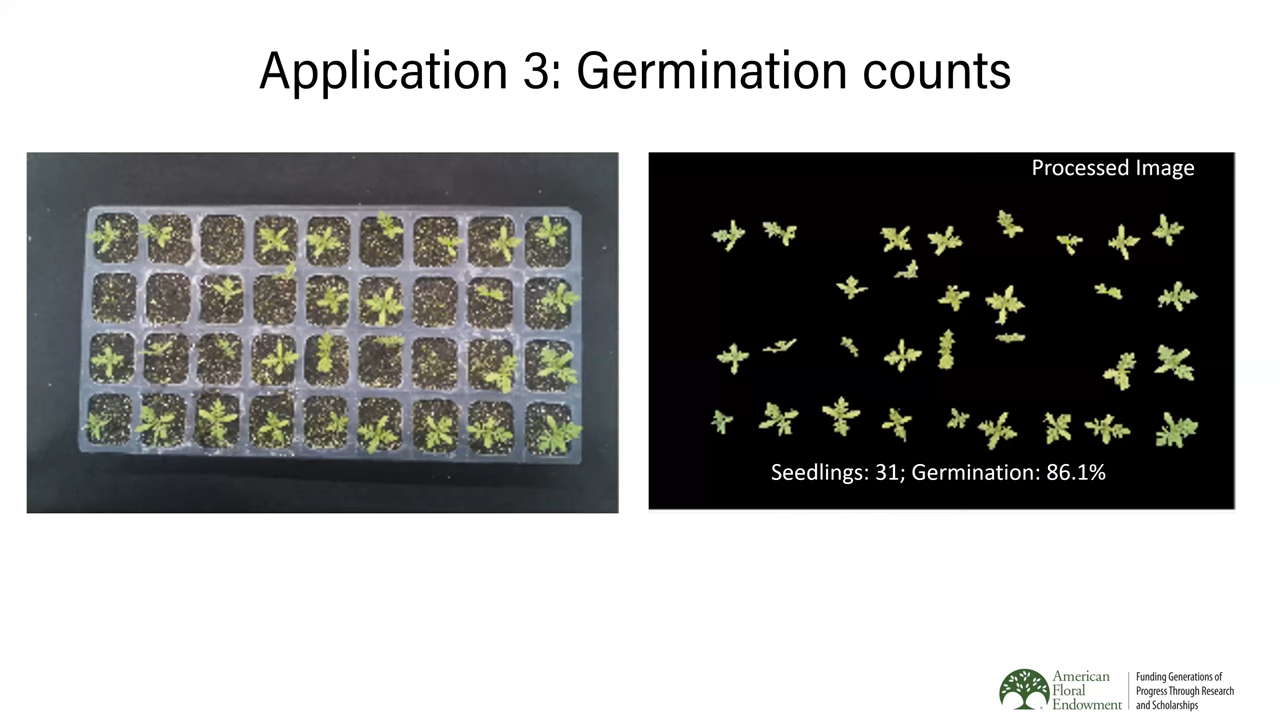 Application 3: Germination counts
Processed Image
Seedlings: 31; Germination: 86.1%
American
Floral
Endowment
Funding Generations of
Progress Through Research
and Scholarships